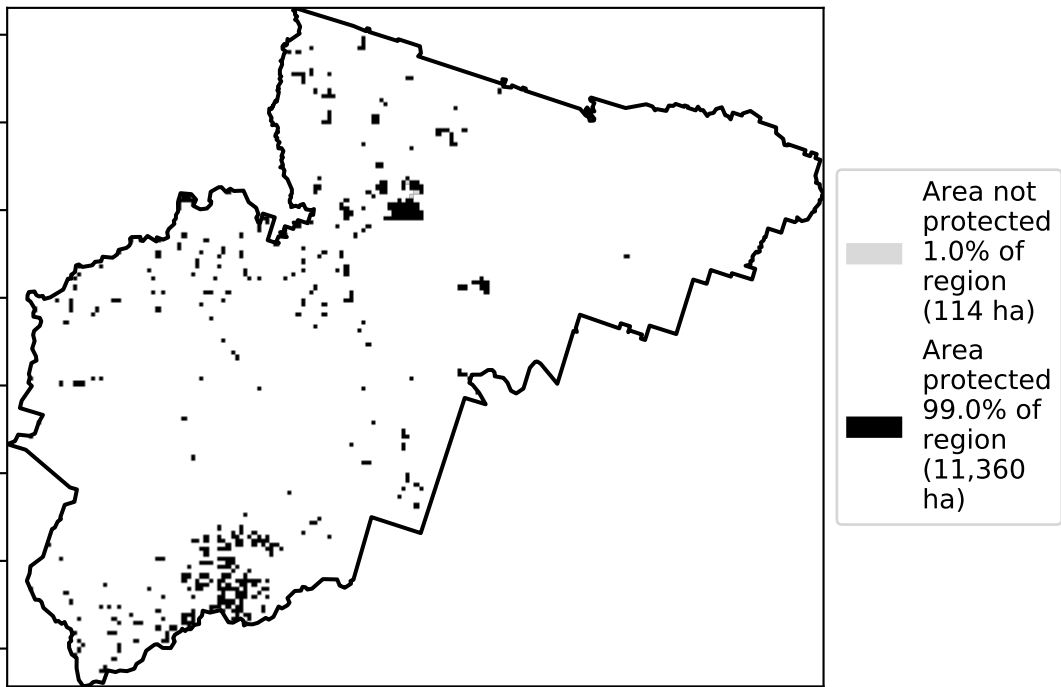 Area not
protected
1.0% of
region
(114 ha)
Area
protected
99.0% of
region
(11,360
ha)